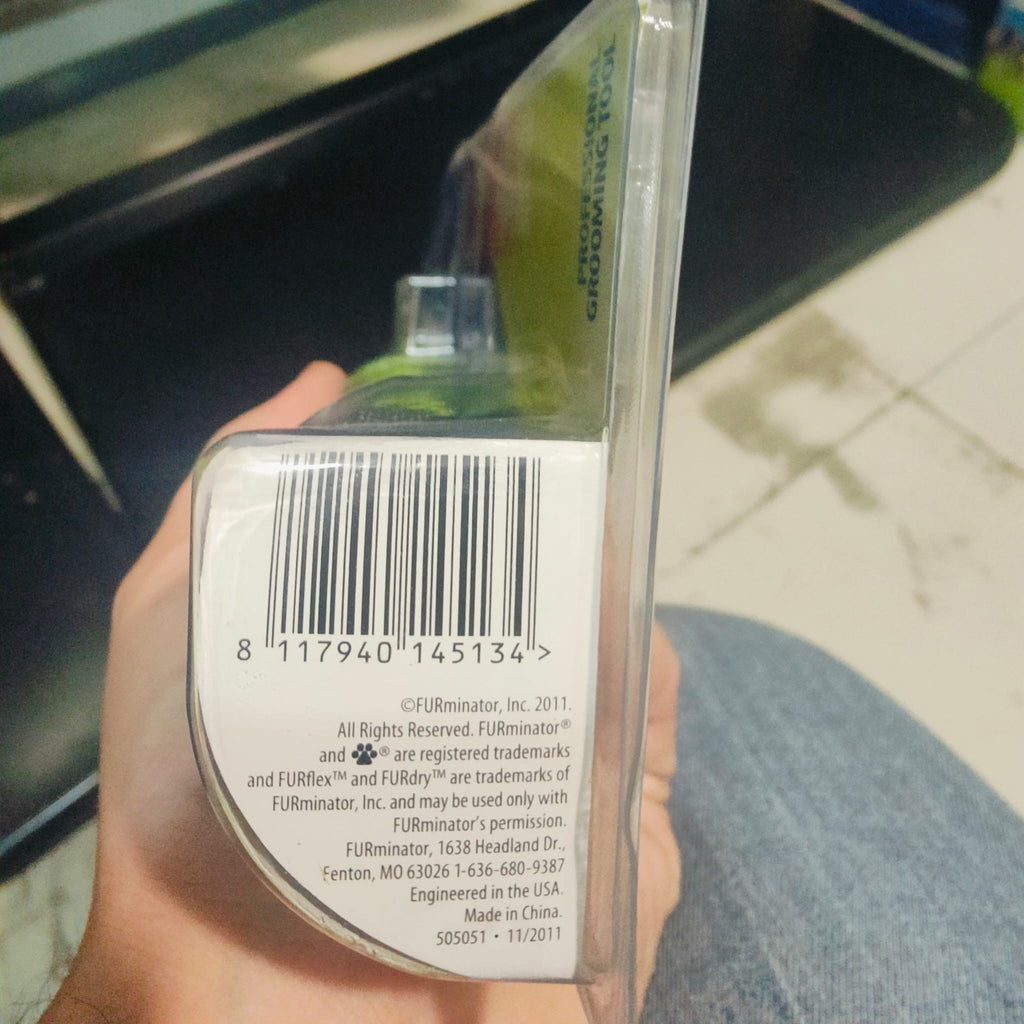 PROFESSIONAL
GROOMING TOOL
8 117940 145134 >
©FURminator, Inc. 2011.
All Rights Reserved. FURminator®
and ® are registered trademarks
and FURflex™ and FURdry™ are trademarks of
FURminator, Inc. and may be used only with
FURminator's permission.
FURminator, 1638 Headland Dr.,
Fenton, MO 63026 1-636-680-9387
Engineered in the USA.
Made in China.
505051 • 11/2011